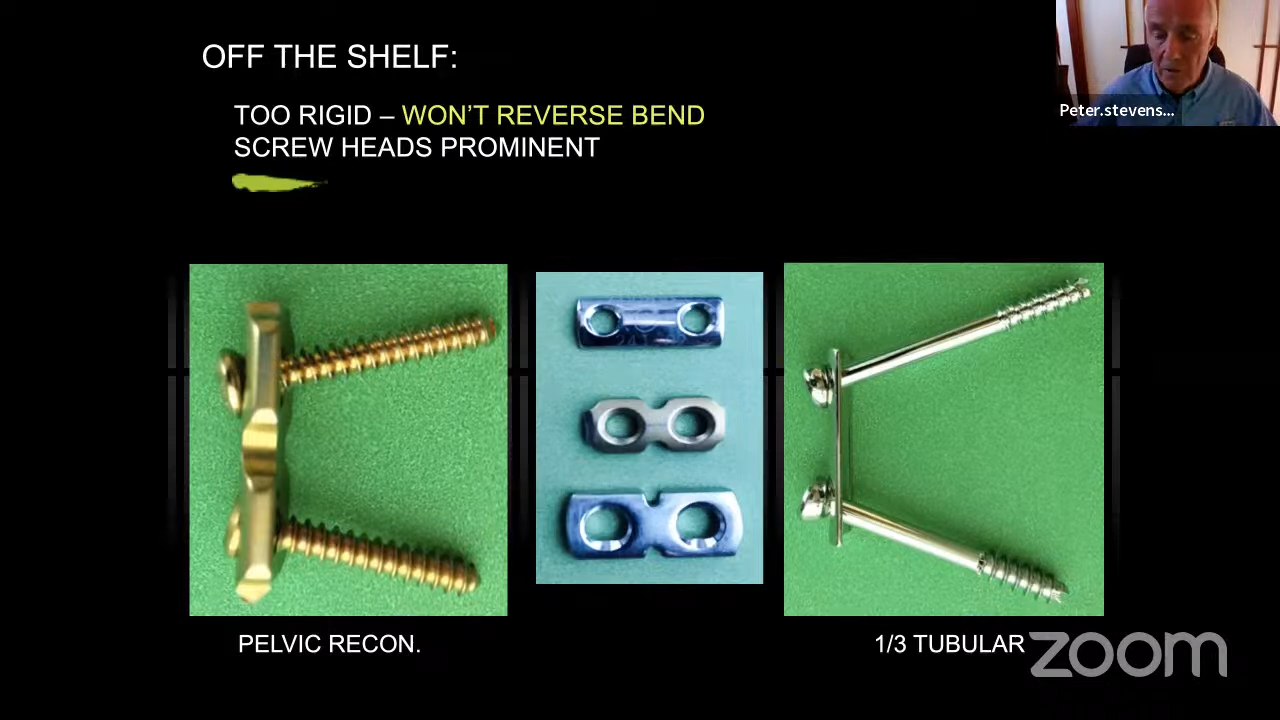 OFF THE SHELF:
TOO RIGID – WON'T REVERSE BEND
SCREW HEADS PROMINENT
Peter.stevens...
PELVIC RECON.
1/3 TUBULAR
zoom